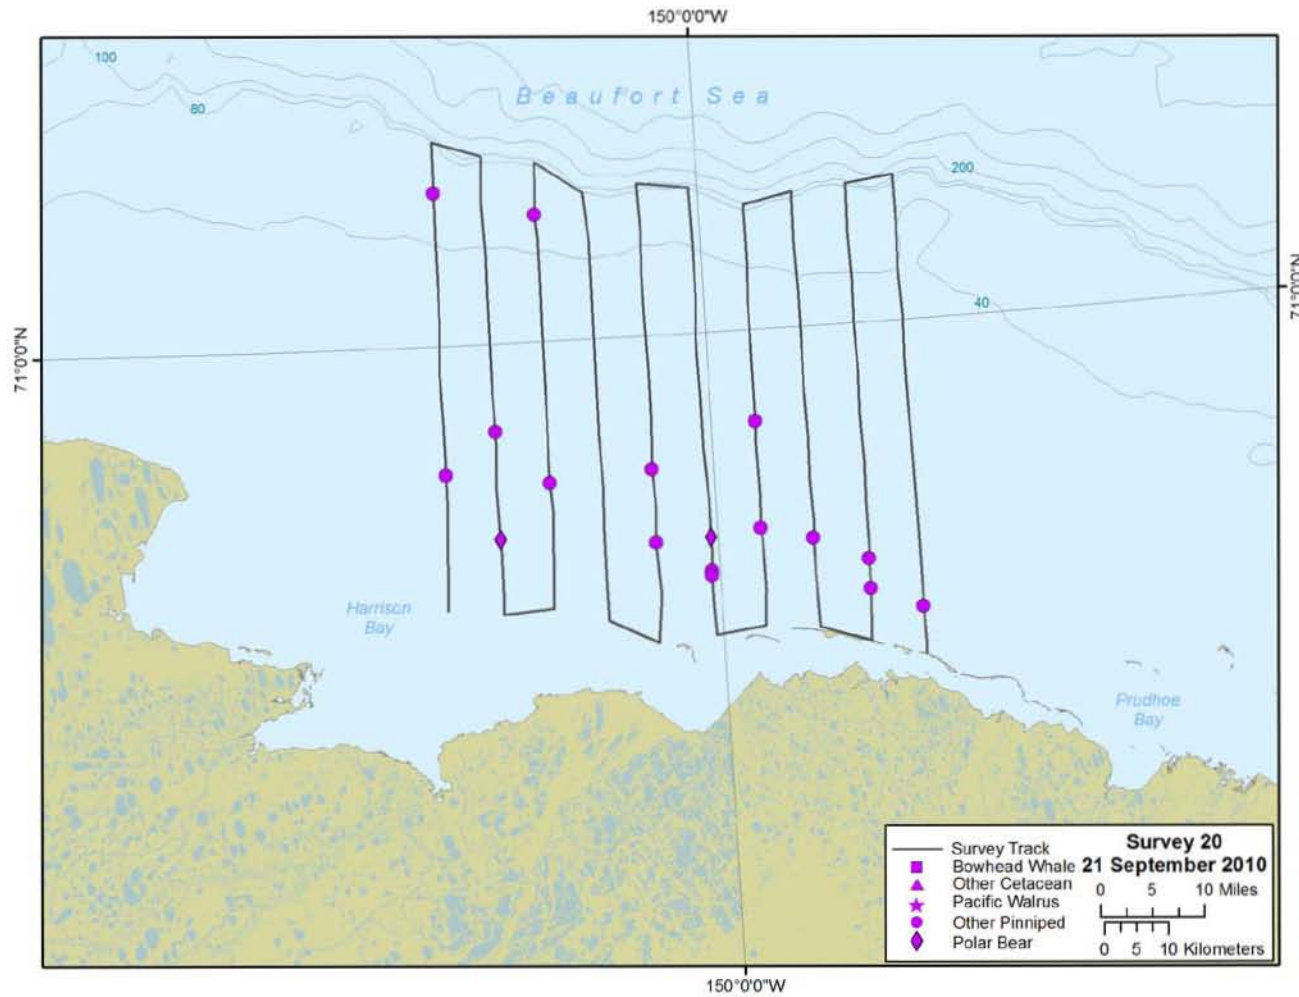 150°0'0"W
100
80
Beaufort Sea
200
71°0'0"N
40
71°0'0"N
Harrison
Bay
Prudhoe
Bay
Survey Track
Bowhead Whale
Other Cetacean
Pacific Walrus
Other Pinniped
Polar Bear
Survey 20
21 September 2010
0 5 10 Miles
0 5 10 Kilometers
150°0'0"W